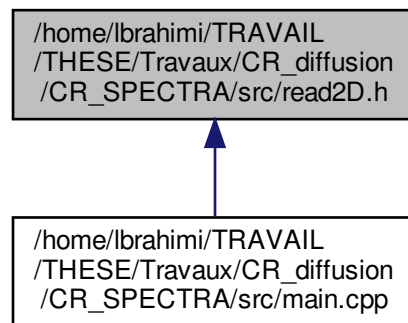 /home/lbrahimi/TRAVAIL
/THESE/Travaux/CR_diffusion
/CR_SPECTRA/src/read2D.h
/home/lbrahimi/TRAVAIL
/THESE/Travaux/CR_diffusion
/CR_SPECTRA/src/main.cpp